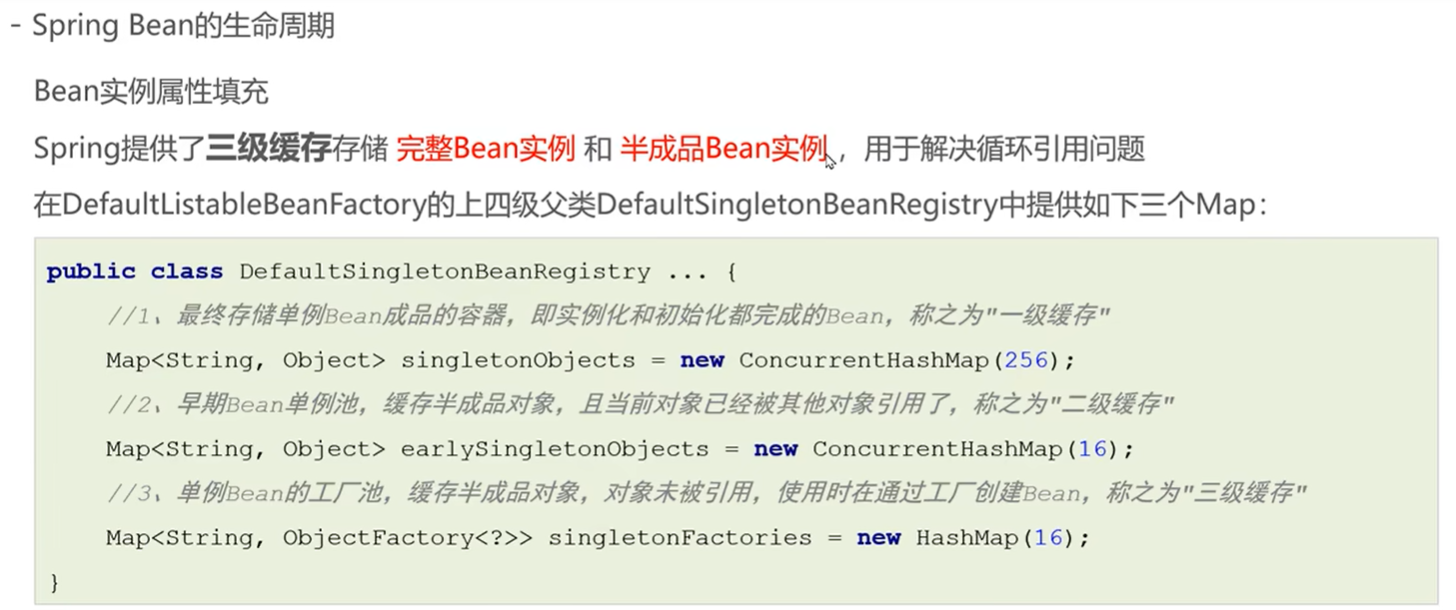 - Spring Bean的生命周期
Bean实例属性填充
Spring提供了三级缓存存储 完整Bean实例 和 半成品Bean实例 ，用于解决循环引用问题
在DefaultListableBeanFactory的上四级父类DefaultSingletonBeanRegistry中提供如下三个Map：
public class DefaultSingletonBeanRegistry ... {
//1、最终存储单例Bean成品的容器，即实例化和初始化都完成的Bean，称之为"一级缓存"
Map<String, Object> singletonObjects = new ConcurrentHashMap(256);
//2、早期Bean单例池，缓存半成品对象，且当前对象已经被其他对象引用了，称之为"二级缓存"
Map<String, Object> earlySingletonObjects = new ConcurrentHashMap(16);
//3、单例Bean的工厂池，缓存半成品对象，对象未被引用，使用时在通过工厂创建Bean，称之为"三级缓存"
Map<String, ObjectFactory<?>> singletonFactories = new HashMap(16);
}